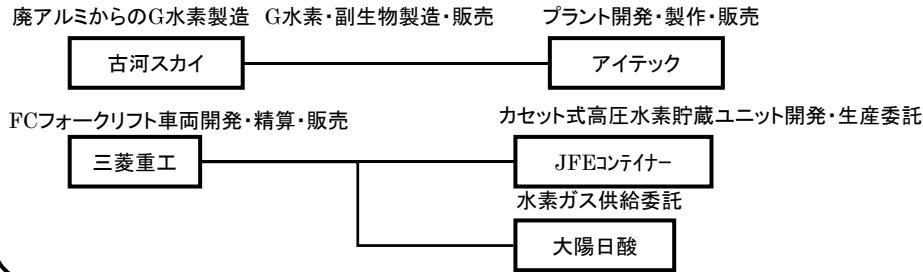 廃アルミからのG水素製造 G水素・副生物製造・販売 プラント開発・製作・販売
古河スカイ アイテック
FCフォークリフト車両開発・精算・販売 カセット式高圧水素貯蔵ユニット開発・生産委託
三菱重工 JFEコンテイナー
水素ガス供給委託
大陽日酸